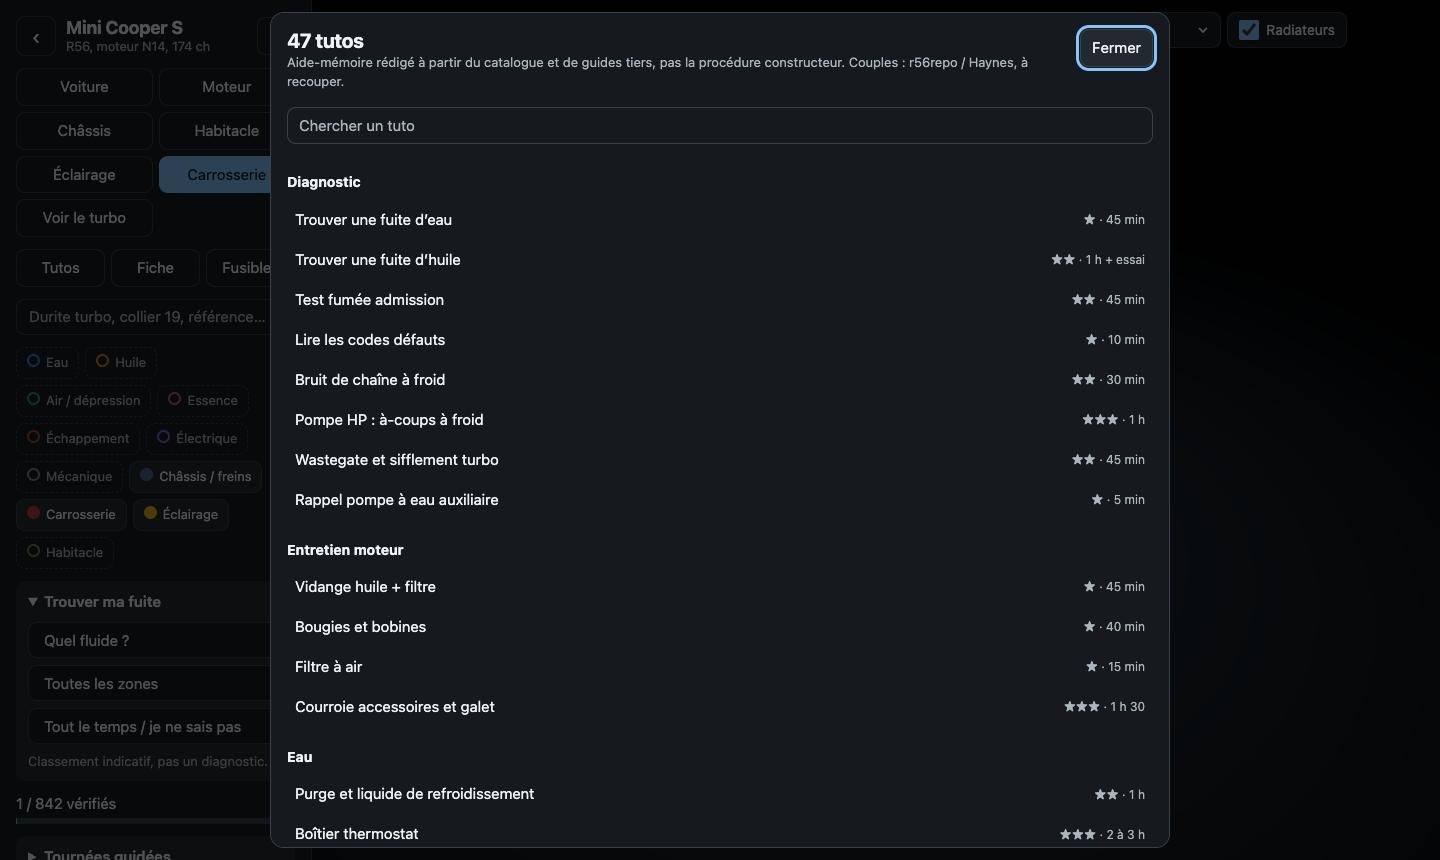 Mini Cooper S
R56, moteur N14, 174 ch
Voiture
Moteur
Châssis
Habitacle
Éclairage
Carrosserie
Voir le turbo
Tutos
Fiche
Fusible
Durite turbo, collier 19, référence...
Eau
Huile
Air / dépression
Essence
Échappement
Électrique
Mécanique
Châssis / freins
Carrosserie
Éclairage
Habitacle
▼ Trouver ma fuite
Quel fluide ?
Toutes les zones
Tout le temps / je ne sais pas
Classement indicatif, pas un diagnostic.
1 / 842 vérifiés
▶ Tournées guidées
47 tutos
Aide-mémoire rédigé à partir du catalogue et de guides tiers, pas la procédure constructeur. Couples : r56repo / Haynes, à
recouper.
Fermer
Chercher un tuto
Diagnostic
Trouver une fuite d’eau ★ · 45 min
Trouver une fuite d’huile ★★ · 1 h + essai
Test fumée admission ★★ · 45 min
Lire les codes défauts ★ · 10 min
Bruit de chaîne à froid ★★ · 30 min
Pompe HP : à-coups à froid ★★★ · 1 h
Wastegate et sifflement turbo ★★ · 45 min
Rappel pompe à eau auxiliaire ★ · 5 min
Entretien moteur
Vidange huile + filtre ★ · 45 min
Bougies et bobines ★ · 40 min
Filtre à air ★ · 15 min
Courroie accessoires et galet ★★★ · 1 h 30
Eau
Purge et liquide de refroidissement ★★ · 1 h
Boîtier thermostat ★★★ · 2 à 3 h
Radiateurs